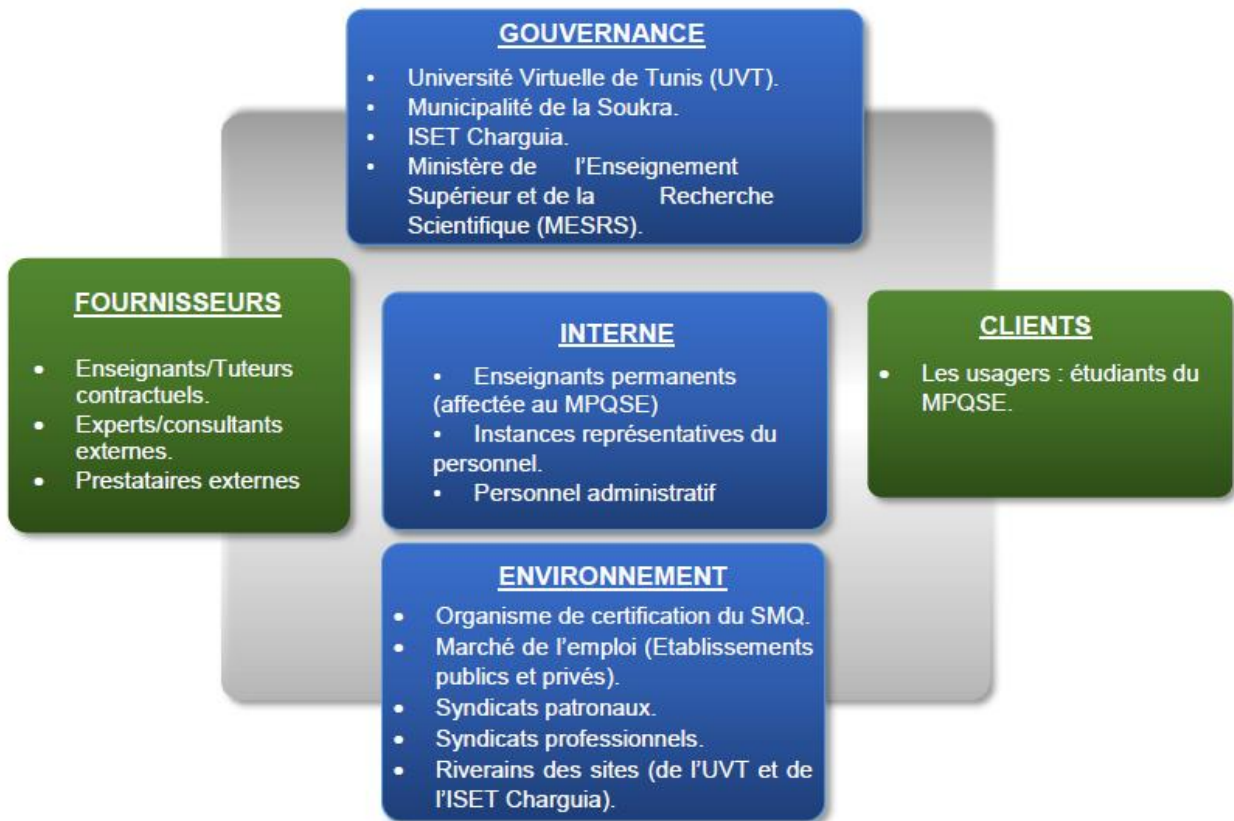 GOUVERNANCE
• Université Virtuelle de Tunis (UVT).
• Municipalité de la Soukra.
• ISET Charguia.
• Ministère de l'Enseignement
Supérieur et de la Recherche
Scientifique (MESRS).
FOURNISSEURS
• Enseignants/Tuteurs
contractuels.
• Experts/consultants
externes.
• Prestataires externes
INTERNE
• Enseignants permanents
(affectée au MPQSE)
• Instances représentatives du
personnel.
• Personnel administratif
CLIENTS
• Les usagers : étudiants du
MPQSE.
ENVIRONNEMENT
• Organisme de certification du SMQ.
• Marché de l'emploi (Etablissements
publics et privés).
• Syndicats patronaux.
• Syndicats professionnels.
• Riverains des sites (de l'UVT et de
l'ISET Charguia).